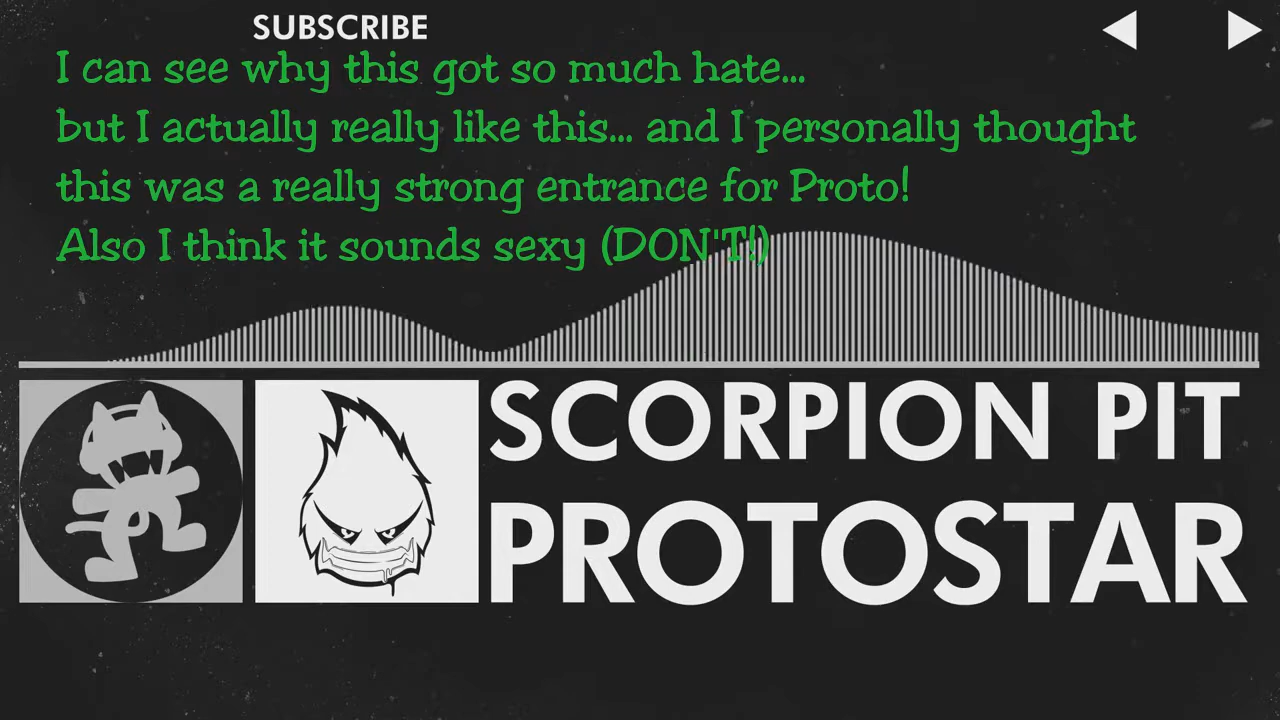 SUBSCRIBE
I can see why this got so much hate...
but I actually really like this... and I personally thought
this was a really strong entrance for Proto!
Also I think it sounds sexy (DON'T!)
SCORPION PIT
PROTOSTAR